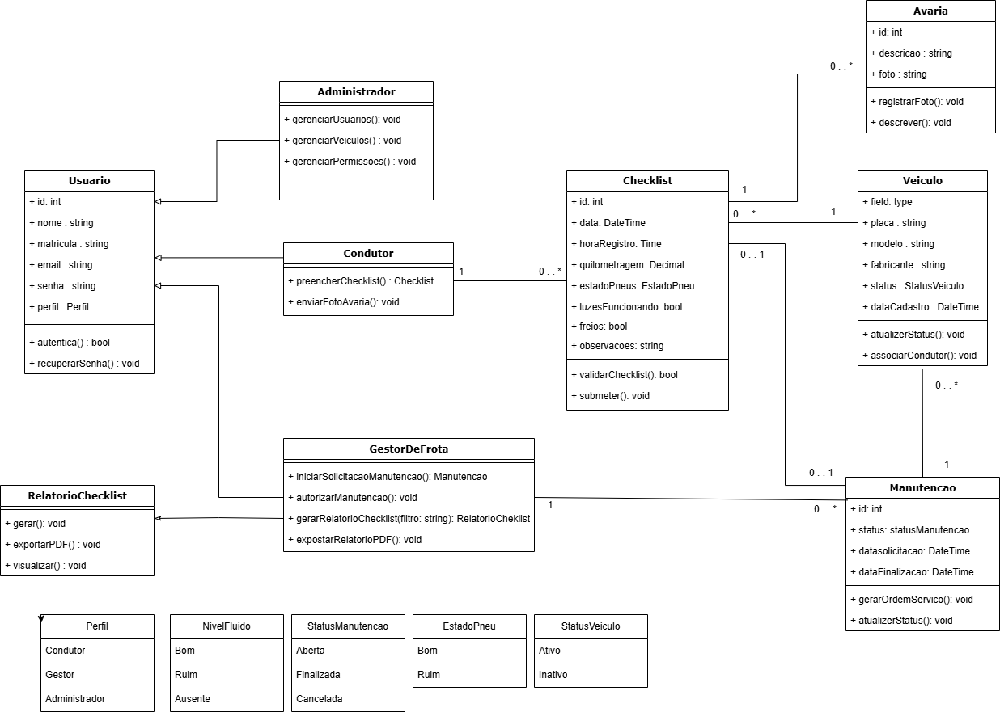 Avaria
+ id: int
+ descricao : string
+ foto : string
+ registrarFoto(): void
+ descrever(): void
0 . . *
Administrador
+ gerenciarUsuarios(): void
+ gerenciarVeiculos() : void
+ gerenciarPermissoes() : void
Usuario
+ id: int
+ nome : string
+ matricula : string
+ email : string
+ senha : string
+ perfil : Perfil
+ autentica() : bool
+ recuperarSenha() : void
Condutor
+ preencherChecklist() : Checklist
+ enviarFotoAvaria(): void
1
0 . . *
Checklist
+ id: int
+ data: DateTime
+ horaRegistro: Time
+ quilometragem: Decimal
+ estadoPneus: EstadoPneu
+ luzesFuncionando: bool
+ freios: bool
+ observacoes: string
+ validarChecklist(): bool
+ submeter(): void
1
0 . . *
1
0 . . 1
Veiculo
+ field: type
+ placa : string
+ modelo : string
+ fabricante : string
+ status : StatusVeiculo
+ dataCadastro : DateTime
+ atualizerStatus(): void
+ associarCondutor(): void
0 . . *
1
GestorDeFrota
+ iniciarSolicitacaoManutencao(): Manutencao
+ autorizarManutencao(): void
+ gerarRelatorioChecklist(filtro: string): RelatorioCheklist
+ expostarRelatorioPDF(): void
1
0 . . 1
0 . . *
Manutencao
+ id: int
+ status: statusManutencao
+ datasolicitacao: DateTime
+ dataFinalizacao: DateTime
+ gerarOrdemServico(): void
+ atualizerStatus(): void
RelatorioChecklist
+ gerar(): void
+ exportarPDF() : void
+ visualizar() : void
Perfil
Condutor
Gestor
Administrador
NivelFluido
Bom
Ruim
Ausente
StatusManutencao
Aberta
Finalizada
Cancelada
EstadoPneu
Bom
Ruim
StatusVeiculo
Ativo
Inativo